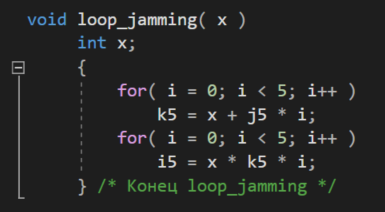 void loop_jamming( x )
int x;
{
for( i = 0; i < 5; i++ )
k5 = x + j5 * i;
for( i = 0; i < 5; i++ )
i5 = x * k5 * i;
} /* Конец loop_jamming */